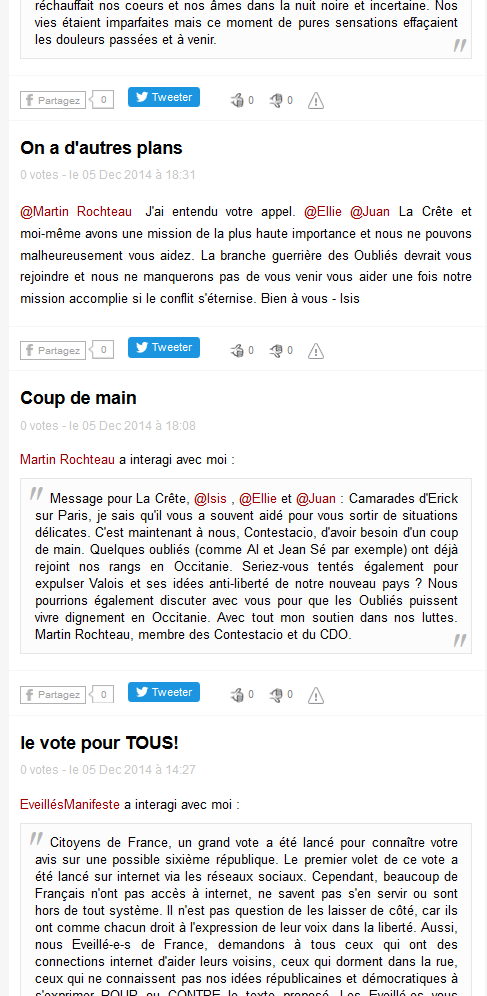 réchauffait nos coeurs et nos âmes dans la nuit noire et incertaine. Nos
vies étaient imparfaites mais ce moment de pures sensations effaçaient
les douleurs passées et à venir.
Partagez 0 Tweeter 0 0
On a d'autres plans
0 votes - le 05 Dec 2014 à 18:31
@Martin Rochteau J'ai entendu votre appel. @Ellie @Juan La Crête et
moi-même avons une mission de la plus haute importance et nous ne pouvons
malheureusement vous aidez. La branche guerrière des Oubliés devrait vous
rejoindre et nous ne manquerons pas de vous venir vous aider une fois notre
mission accomplie si le conflit s'éternise. Bien à vous - Isis
Partagez 0 Tweeter 0 0
Coup de main
0 votes - le 05 Dec 2014 à 18:08
Martin Rochteau a interagi avec moi :
Message pour La Crête, @Isis , @Ellie et @Juan : Camarades d'Erick
sur Paris, je sais qu'il vous a souvent aidé pour vous sortir de situations
délicates. C'est maintenant à nous, Contestacio, d'avoir besoin d'un coup
de main. Quelques oubliés (comme Al et Jean Sé par exemple) ont déjà
rejoint nos rangs en Occitanie. Seriez-vous tentés également pour
expulser Valois et ses idées anti-liberté de notre nouveau pays ? Nous
pourrions également discuter avec vous pour que les Oubliés puissent
vivre dignement en Occitanie. Avec tout mon soutien dans nos luttes.
Martin Rochteau, membre des Contestacio et du CDO.
Partagez 0 Tweeter 0 0
le vote pour TOUS!
0 votes - le 05 Dec 2014 à 14:27
EveillésManifeste a interagi avec moi :
Citoyens de France, un grand vote a été lancé pour connaître votre
avis sur une possible sixième république. Le premier volet de ce vote a
été lancé sur internet via les réseaux sociaux. Cependant, beaucoup de
Français n'ont pas accès à internet, ne savent pas s'en servir ou sont
hors de tout système. Il n'est pas question de les laisser de côté, car ils
ont comme chacun droit à l'expression de leur voix dans la liberté. Aussi,
nous Eveillé-e-s de France, demandons à tous ceux qui ont des
connections internet d'aider leurs voisins, ceux qui dorment dans la rue,
ceux qui ne connaissent pas nos idées républicaines et démocratiques à
s'exprimer POUR ou CONTRE le texte proposé. Les Eveillé-es vous